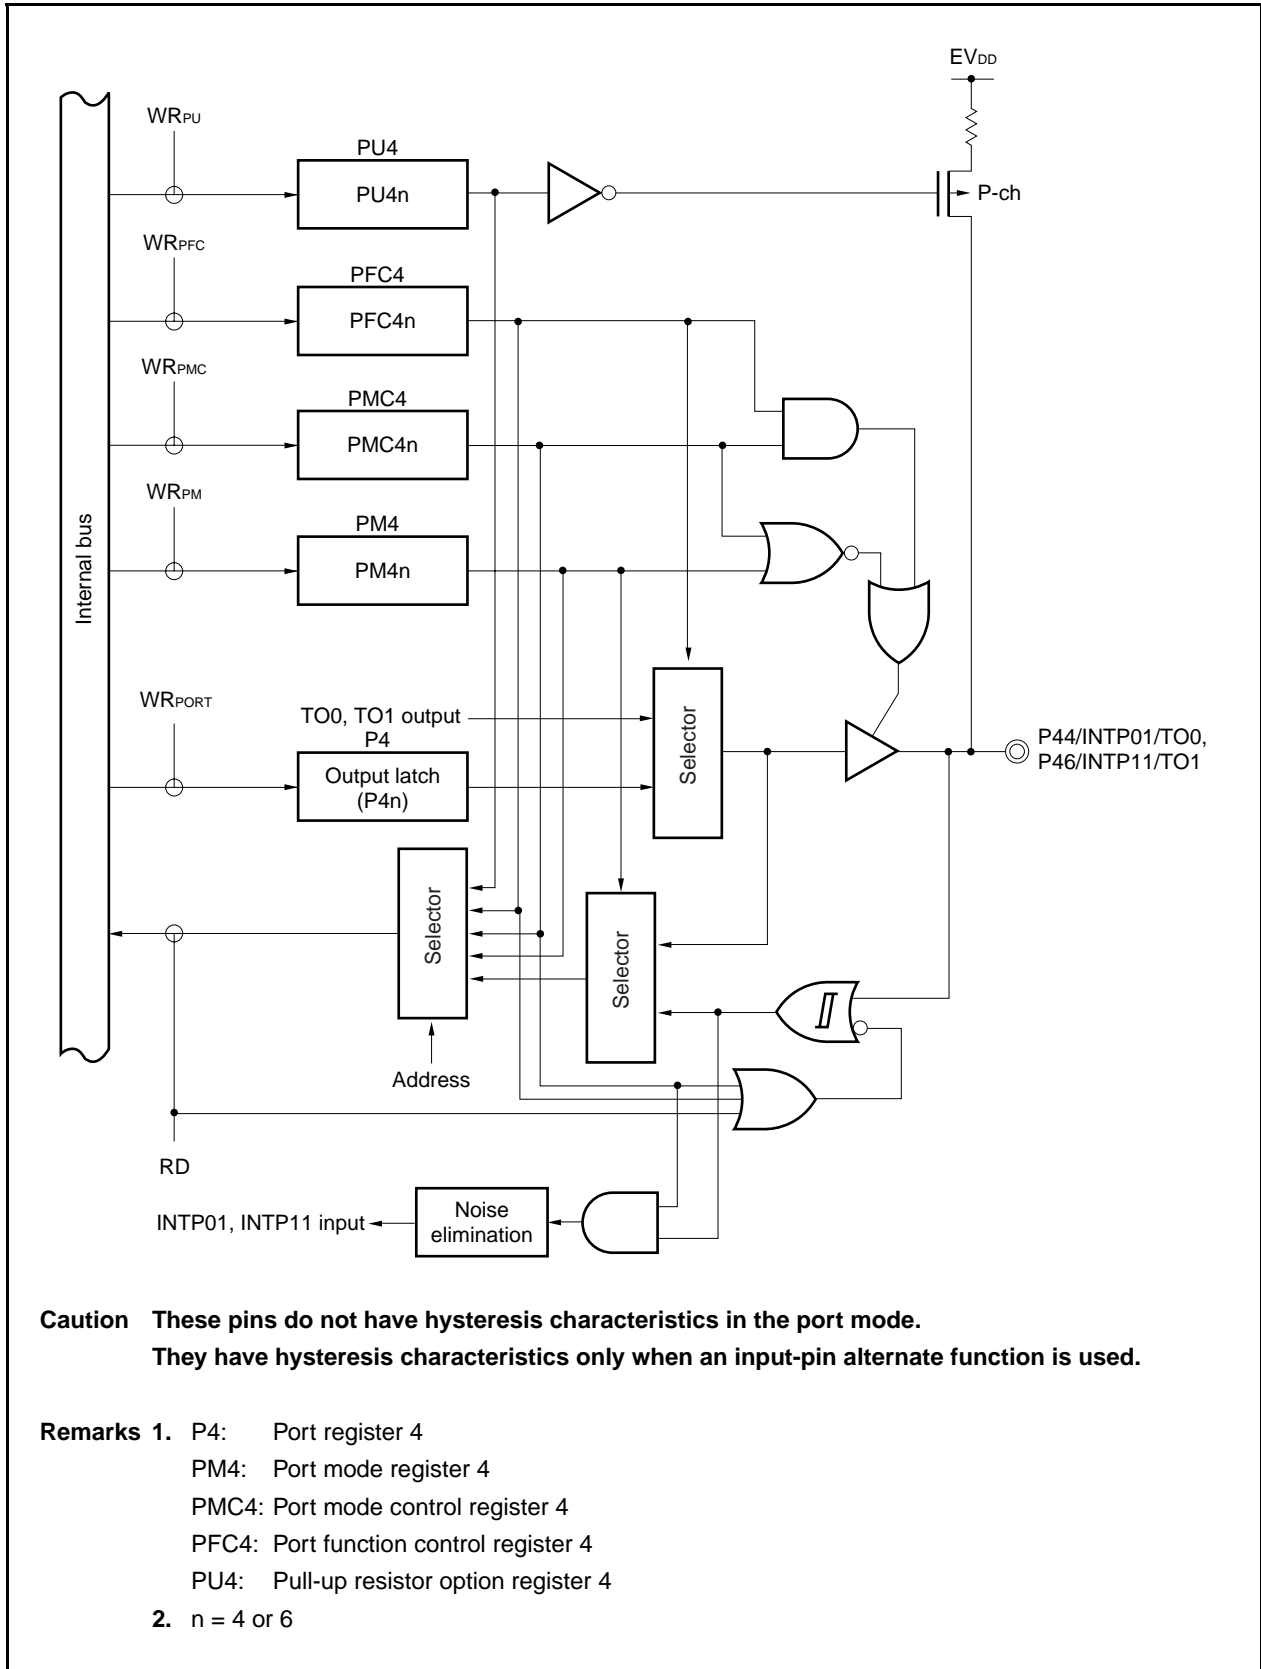 EVDD
WRPU
PU4
PU4n
P-ch
WRPFC
PFC4
PFC4n
WRPMC
PMC4
PMC4n
WRPM
PM4
PM4n
Internal bus
WRPORT
TO0, TO1 output
P4
Output latch
(P4n)
Selector
P44/INTP01/TO0,
P46/INTP11/TO1
Selector
Selector
Address
RD
INTP01, INTP11 input
Noise
elimination
Caution These pins do not have hysteresis characteristics in the port mode.
They have hysteresis characteristics only when an input-pin alternate function is used.
Remarks 1. P4: Port register 4
PM4: Port mode register 4
PMC4: Port mode control register 4
PFC4: Port function control register 4
PU4: Pull-up resistor option register 4
2. n = 4 or 6